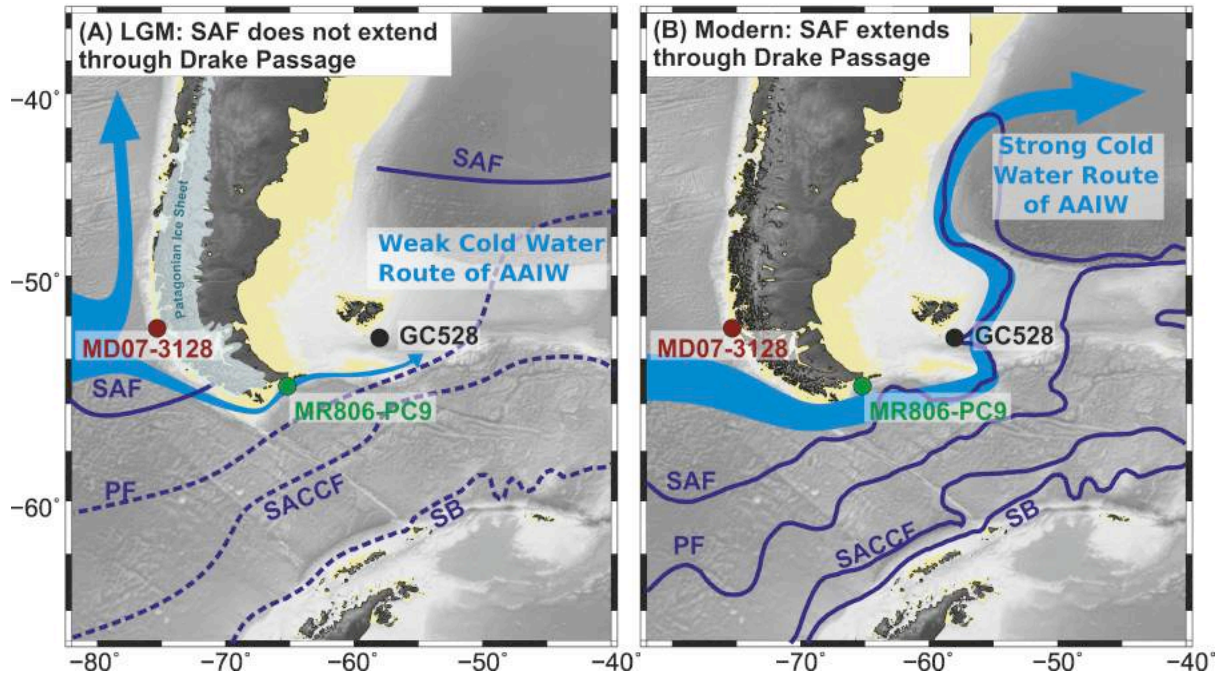 (A) LGM: SAF does not extend
through Drake Passage
(B) Modern: SAF extends
through Drake Passage
−40°
−50°
−60°
SAF
Patagonian Ice Sheet
Weak Cold Water
Route of AAIW
GC528
MD07-3128
SAF
MR806-PC9
PF
SACCF
SB
−80°
−70°
−60°
−50°
−40
Strong Cold
Water Route
of AAIW
GC528
MD07-3128
MR806-PC9
SAF
PF
SACCF
SB
−70°
−60°
−50°
−40°